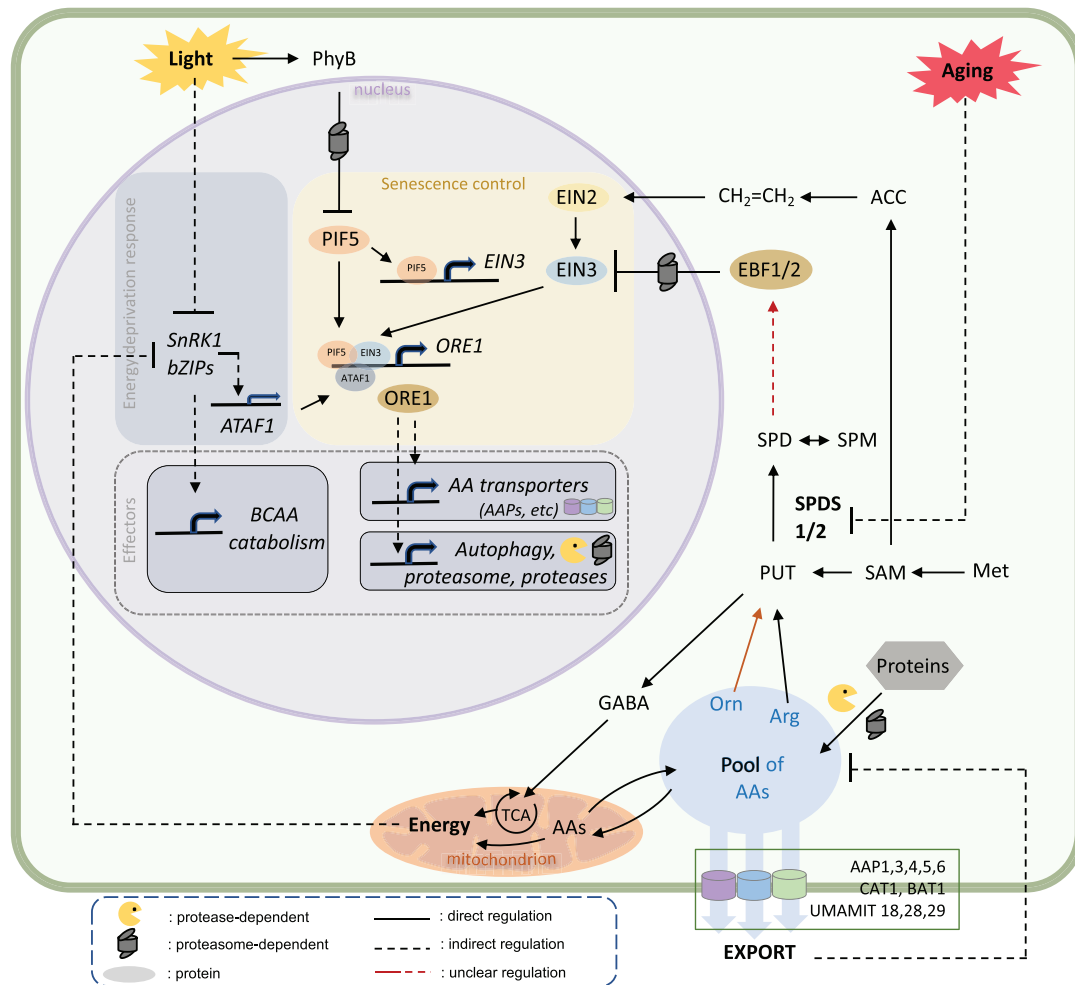 Light
PhyB
Aging
nucleus
Energy deprivation response
Senescence control
EIN2
CH₂=CH₂
ACC
PIF5
PIF5
EIN3
EIN3
EBF1/2
SnRK1
bZIPs
PIF5
EIN3
ORE1
ATAF1
ATAF1
ORE1
SPD
SPM
Effectors
AA transporters
(AAPs, etc)
BCAA
catabolism
SPDS
1/2
Autophagy,
proteasome, proteases
PUT
SAM
Met
Proteins
GABA
Orn
Arg
Pool of
AAs
Energy
TCA
AAs
mitochondrion
AAP1,3,4,5,6
CAT1, BAT1
UMAMIT 18,28,29
EXPORT
: protease-dependent
: direct regulation
: proteasome-dependent
: indirect regulation
: protein
: unclear regulation